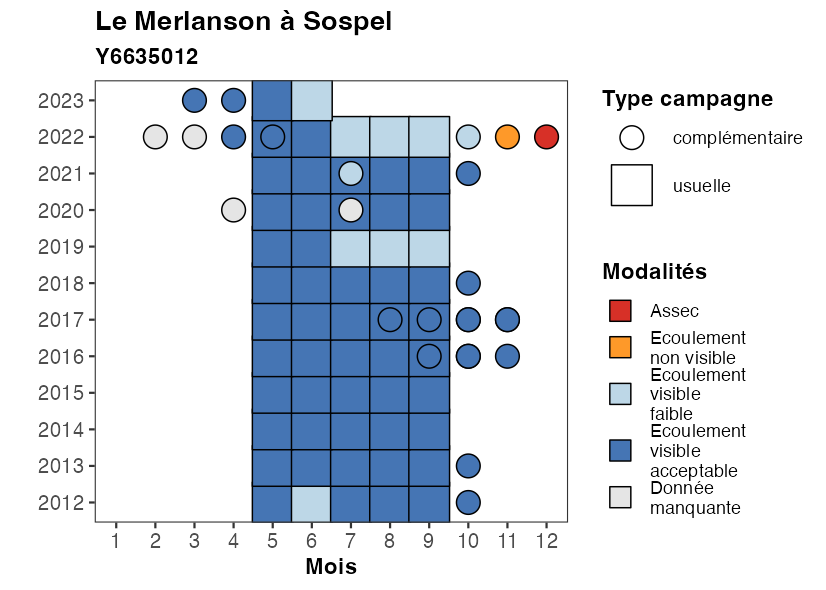 Le Merlanson à Sospel
Y6635012
2023
2022
2021
2020
2019
2018
2017
2016
2015
2014
2013
2012
1 2 3 4 5 6 7 8 9 10 11 12
Mois
Type campagne
complémentaire
usuelle
Modalités
Assec
Ecoulement
non visible
Ecoulement
visible
faible
Ecoulement
visible
acceptable
Donnée
manquante